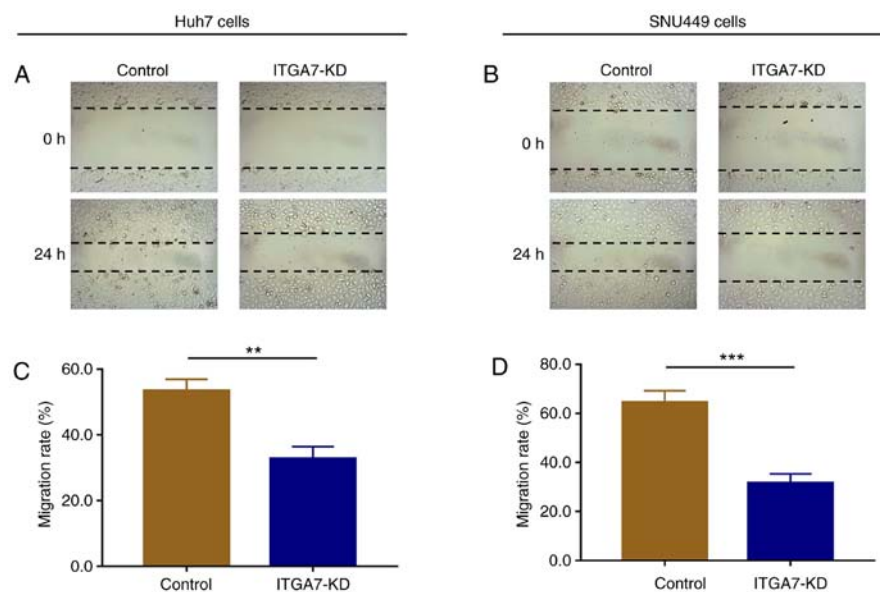 Huh7 cells
SNU449 cells
A
Control
ITGA7-KD
B
Control
ITGA7-KD
0 h
0 h
24 h
24 h
C
**
60.0
40.0
20.0
0.0
Migration rate (%)
Control
ITGA7-KD
D
***
80.0
60.0
40.0
20.0
0.0
Migration rate (%)
Control
ITGA7-KD